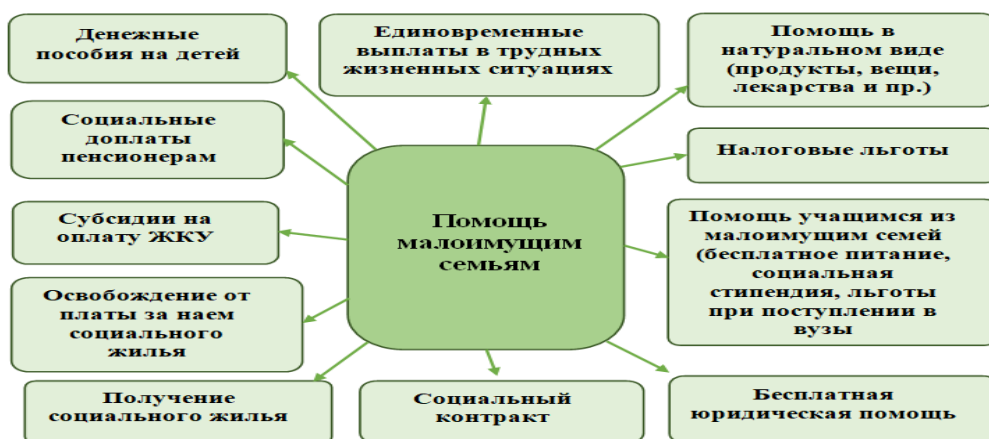 Денежные
пособия на детей
Единовременные
выплаты в трудных
жизненных ситуациях
Помощь в
натуральном виде
(продукты, вещи,
лекарства и пр.)
Социальные
доплаты
пенсионерам
Налоговые льготы
Субсидии на
оплату ЖКУ
Помощь
малоимущим
семьям
Помощь учащимся из
малоимущим семей
(бесплатное питание,
социальная
стипендия, льготы
при поступлении в
вузы
Освобождение от
платы за наем
социального
жилья
Получение
социального жилья
Социальный
контракт
Бесплатная
юридическая помощь